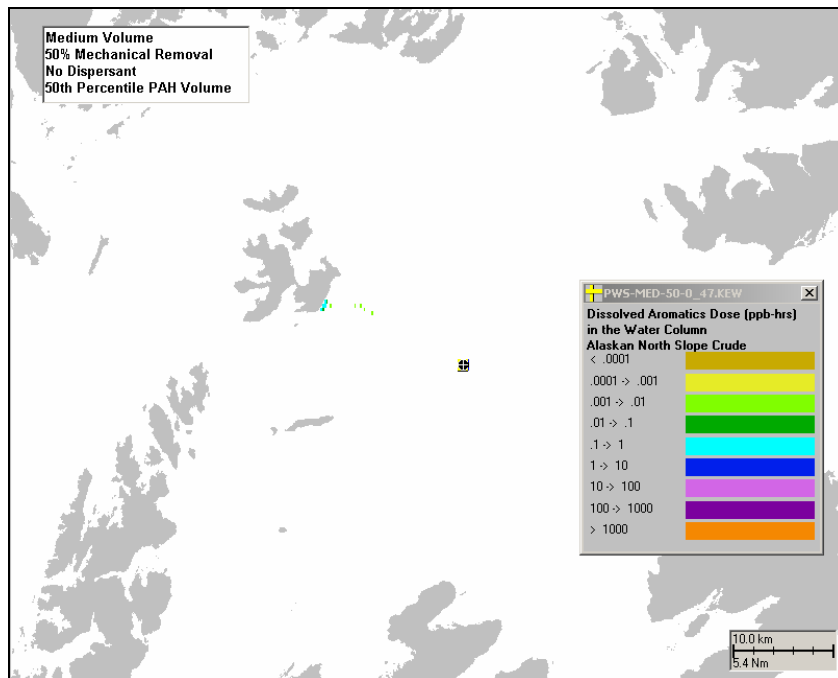 Medium Volume
50% Mechanical Removal
No Dispersant
50th Percentile PAH Volume
PWS-MED-50-0_47.KEW
Dissolved Aromatics Dose (ppb-hrs)
in the Water Column
Alaskan North Slope Crude
< .0001
.0001 -> .001
.001 -> .01
.01 -> .1
.1 -> 1
1 -> 10
10 -> 100
100 -> 1000
> 1000
10.0 km
5.4 Nm